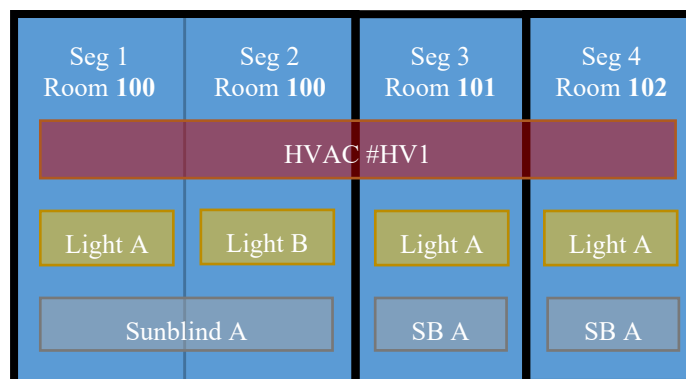 Seg 1
Room 100
Seg 2
Room 100
Seg 3
Room 101
Seg 4
Room 102
HVAC #HV1
Light A
Light B
Light A
Light A
Sunblind A
SB A
SB A